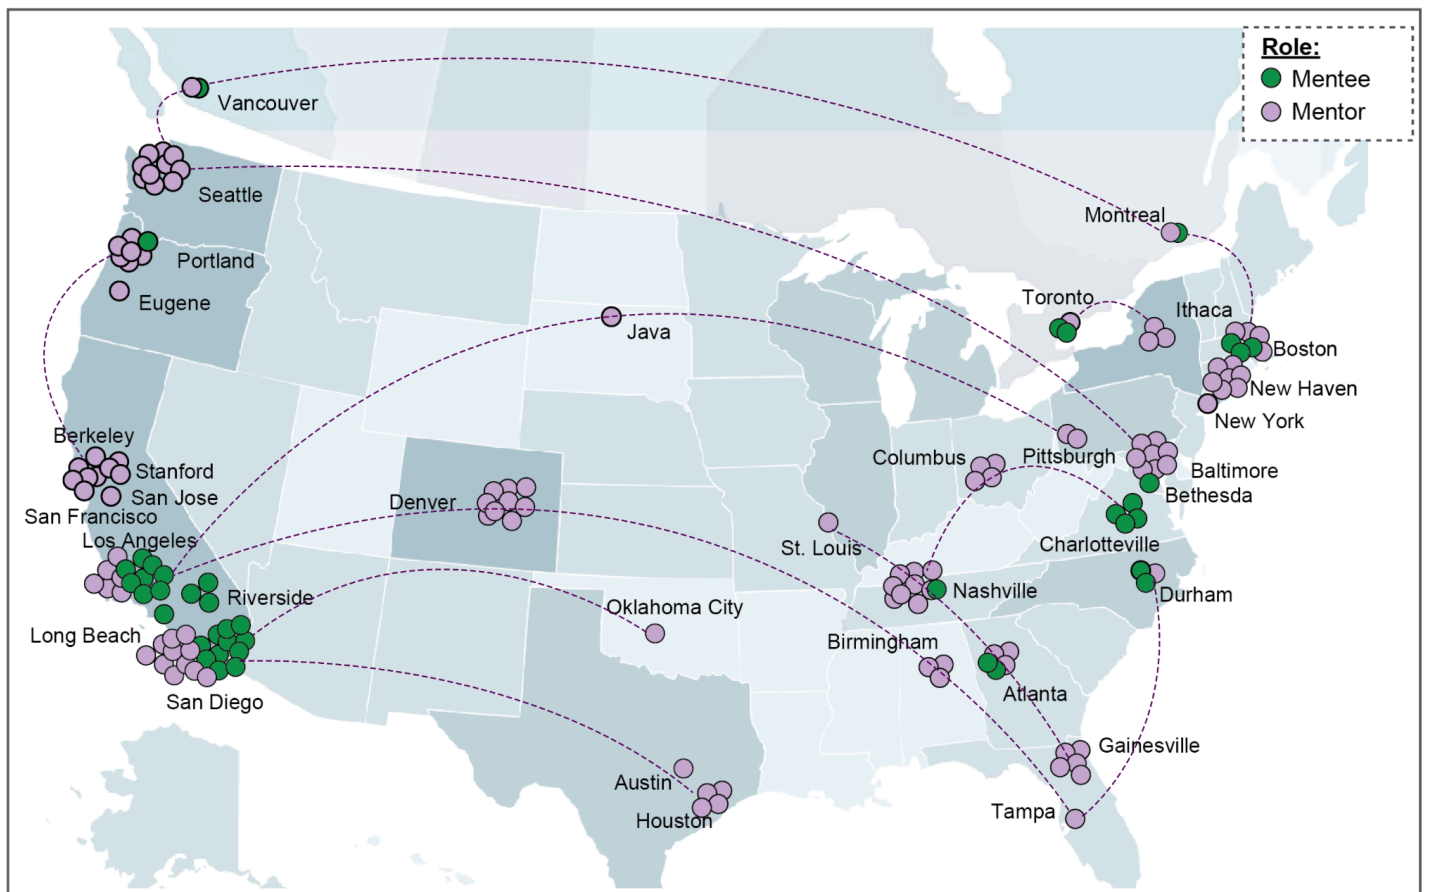 Role:
Mentee
Mentor
Vancouver
Seattle
Portland
Eugene
Montreal
Toronto
Ithaca
Java
Boston
New Haven
New York
Berkeley
Stanford
San Jose
San Francisco
Los Angeles
Denver
Columbus
Pittsburgh
Baltimore
Bethesda
St. Louis
Charlotteville
Riverside
Nashville
Durham
Oklahoma City
Long Beach
Birmingham
San Diego
Atlanta
Gainesville
Austin
Houston
Tampa